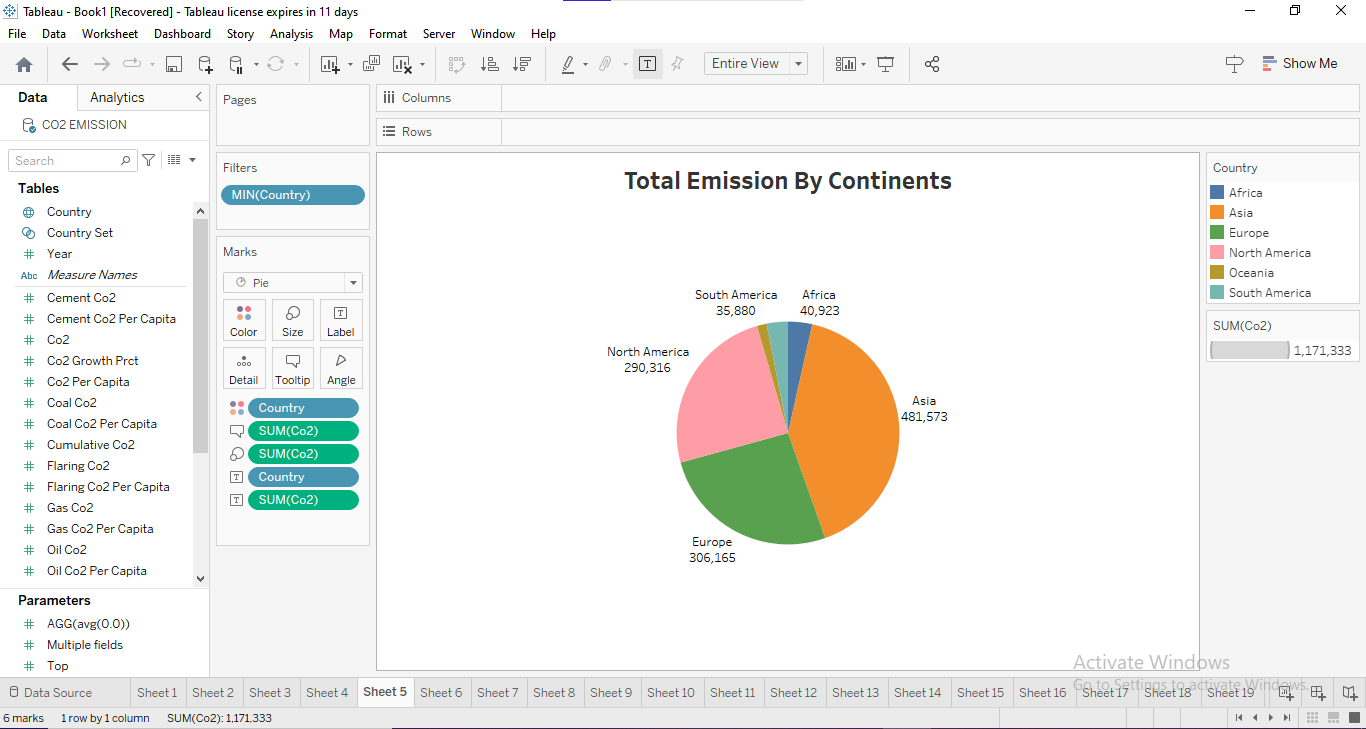 Tableau - Book1 [Recovered] - Tableau license expires in 11 days
File Data Worksheet Dashboard Story Analysis Map Format Server Window Help
Entire View
Show Me
Data Analytics
CO2 EMISSION
Search
Tables
Country
Country Set
Year
Abc Measure Names
Cement Co2
Cement Co2 Per Capita
Co2
Co2 Growth Prct
Co2 Per Capita
Coal Co2
Coal Co2 Per Capita
Cumulative Co2
Flaring Co2
Flaring Co2 Per Capita
Gas Co2
Gas Co2 Per Capita
Oil Co2
Oil Co2 Per Capita
Parameters
AGG(avg(0.0))
Multiple fields
Top
Pages
Filters
MIN(Country)
Marks
Pie
Color Size Label
Detail Tooltip Angle
Country
SUM(Co2)
SUM(Co2)
Country
SUM(Co2)
Columns
Rows
Total Emission By Continents
South America
35,880
Africa
40,923
North America
290,316
Asia
481,573
Europe
306,165
Country
Africa
Asia
Europe
North America
Oceania
South America
SUM(Co2)
1,171,333
Activate Windows
Go to Settings to activate Windows.
Data Source Sheet 1 Sheet 2 Sheet 3 Sheet 4 Sheet 5 Sheet 6 Sheet 7 Sheet 8 Sheet 9 Sheet 10 Sheet 11 Sheet 12 Sheet 13 Sheet 14 Sheet 15 Sheet 16 Sheet 17 Sheet 18 Sheet 19
6 marks 1 row by 1 column SUM(Co2): 1,171,333